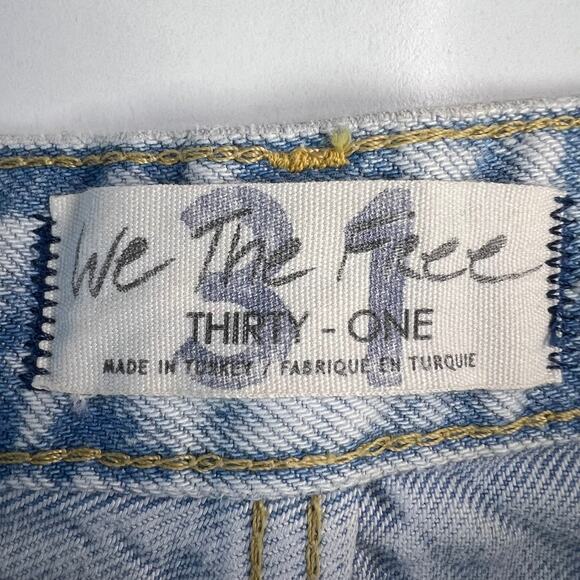 31
We The Free
THIRTY - ONE
MADE IN TURKEY / FABRIQUE EN TURQUIE